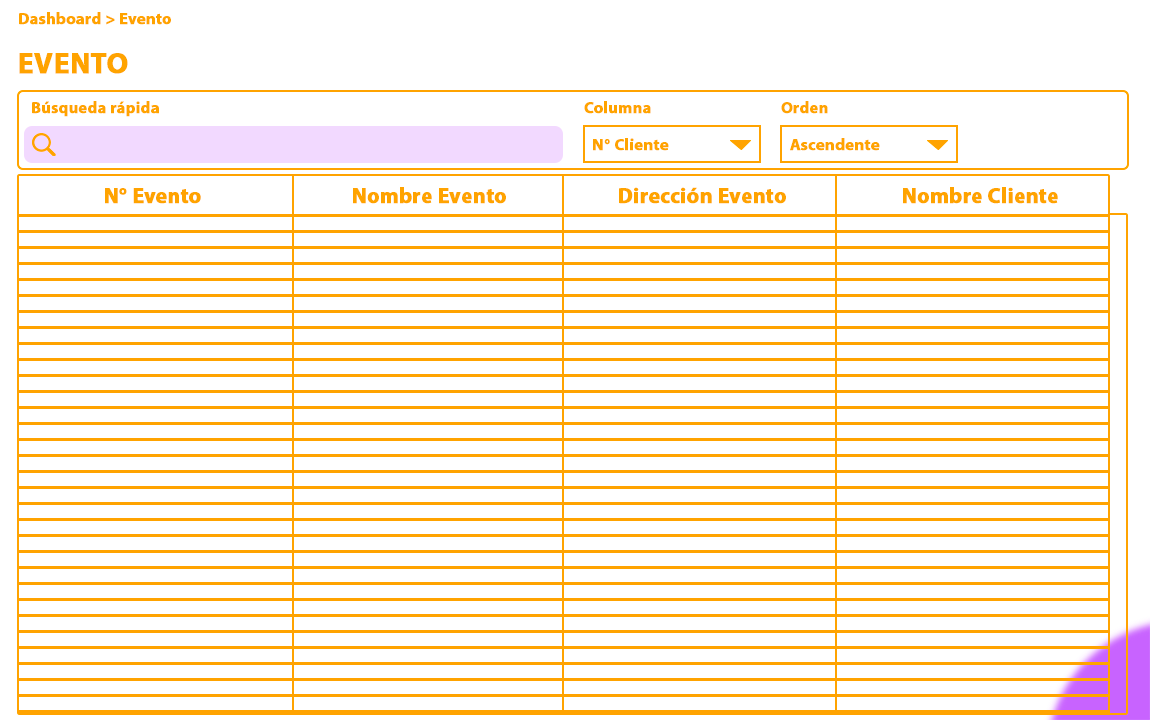 Dashboard > Evento
EVENTO
Búsqueda rápida Columna Orden
N° Cliente Ascendente
N° Evento Nombre Evento Dirección Evento Nombre Cliente